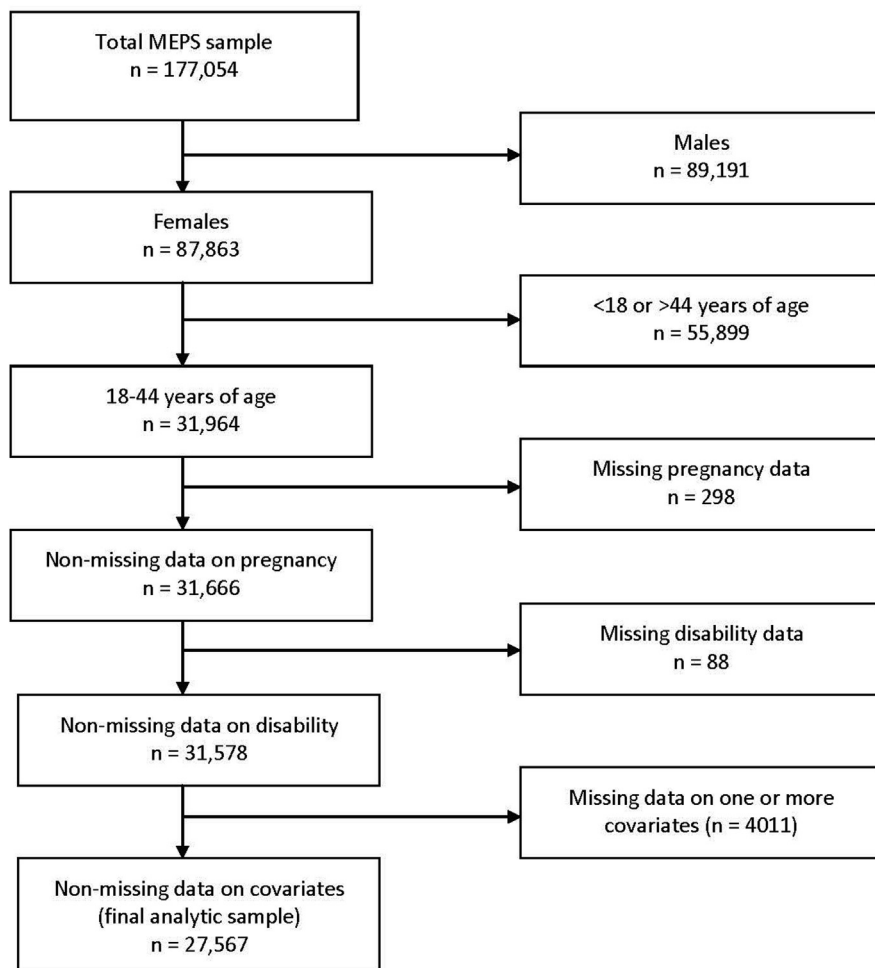 Total MEPS sample
n = 177,054
Males
n = 89,191
Females
n = 87,863
<18 or >44 years of age
n = 55,899
18-44 years of age
n = 31,964
Missing pregnancy data
n = 298
Non-missing data on pregnancy
n = 31,666
Missing disability data
n = 88
Non-missing data on disability
n = 31,578
Missing data on one or more
covariates (n = 4011)
Non-missing data on covariates
(final analytic sample)
n = 27,567